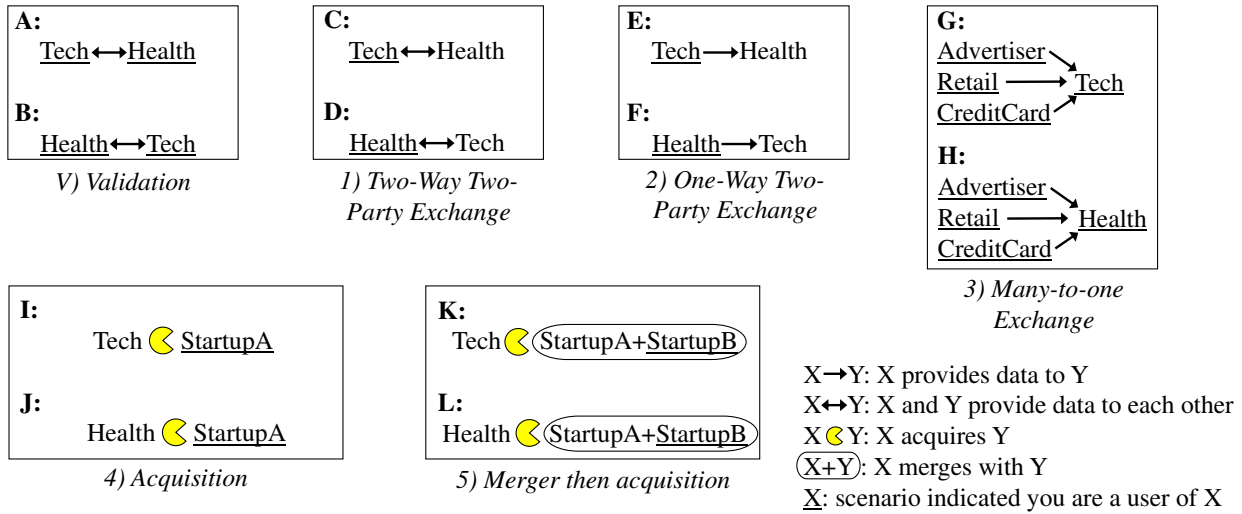 A:
Tech↔Health
B:
Health↔Tech
V) Validation
C:
Tech↔Health
D:
Health↔Tech
1) Two-Way Two-
Party Exchange
E:
Tech→Health
F:
Health→Tech
2) One-Way Two-
Party Exchange
G:
Advertiser
Retail → Tech
CreditCard
H:
Advertiser
Retail → Health
CreditCard
3) Many-to-one
Exchange
I:
Tech StartupA
J:
Health StartupA
4) Acquisition
K:
Tech StartupA+StartupB
L:
Health StartupA+StartupB
5) Merger then acquisition
X→Y: X provides data to Y
X↔Y: X and Y provide data to each other
X Y: X acquires Y
X+Y: X merges with Y
X: scenario indicated you are a user of X